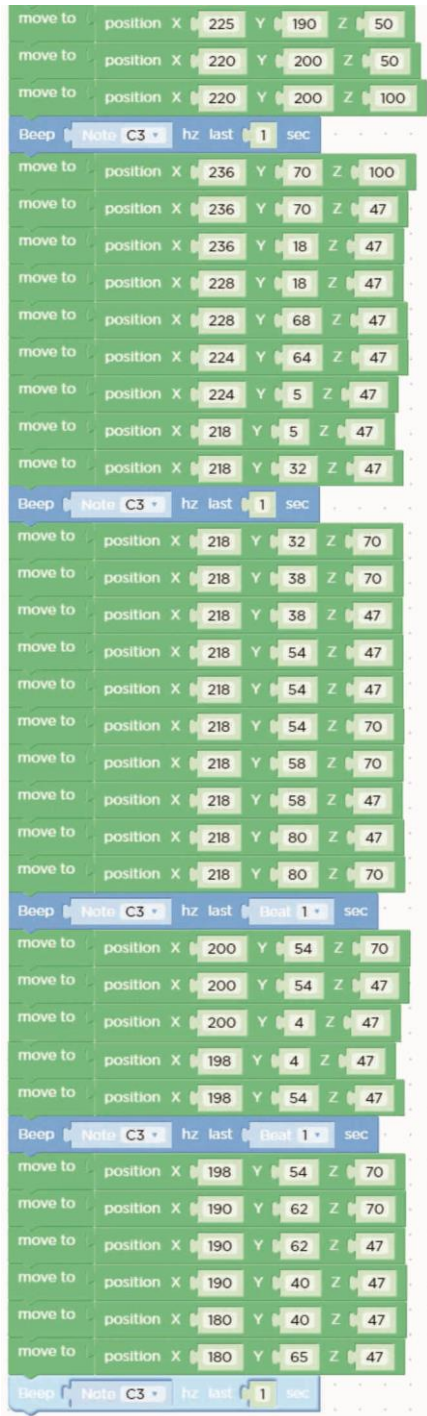 move to position X 225 Y 190 Z 50
move to position X 220 Y 200 Z 50
move to position X 220 Y 200 Z 100
Beep Note C3 hz last 1 sec
move to position X 236 Y 70 Z 100
move to position X 236 Y 70 Z 47
move to position X 236 Y 18 Z 47
move to position X 228 Y 18 Z 47
move to position X 228 Y 68 Z 47
move to position X 224 Y 64 Z 47
move to position X 224 Y 5 Z 47
move to position X 218 Y 5 Z 47
move to position X 218 Y 32 Z 47
Beep Note C3 hz last 1 sec
move to position X 218 Y 32 Z 70
move to position X 218 Y 38 Z 70
move to position X 218 Y 38 Z 47
move to position X 218 Y 54 Z 47
move to position X 218 Y 54 Z 47
move to position X 218 Y 54 Z 70
move to position X 218 Y 58 Z 70
move to position X 218 Y 58 Z 47
move to position X 218 Y 80 Z 47
move to position X 218 Y 80 Z 70
Beep Note C3 hz last Beat 1 sec
move to position X 200 Y 54 Z 70
move to position X 200 Y 54 Z 47
move to position X 200 Y 4 Z 47
move to position X 198 Y 4 Z 47
move to position X 198 Y 54 Z 47
Beep Note C3 hz last Beat 1 sec
move to position X 198 Y 54 Z 70
move to position X 190 Y 62 Z 70
move to position X 190 Y 62 Z 47
move to position X 190 Y 40 Z 47
move to position X 180 Y 40 Z 47
move to position X 180 Y 65 Z 47
Beep Note C3 hz last 1 sec